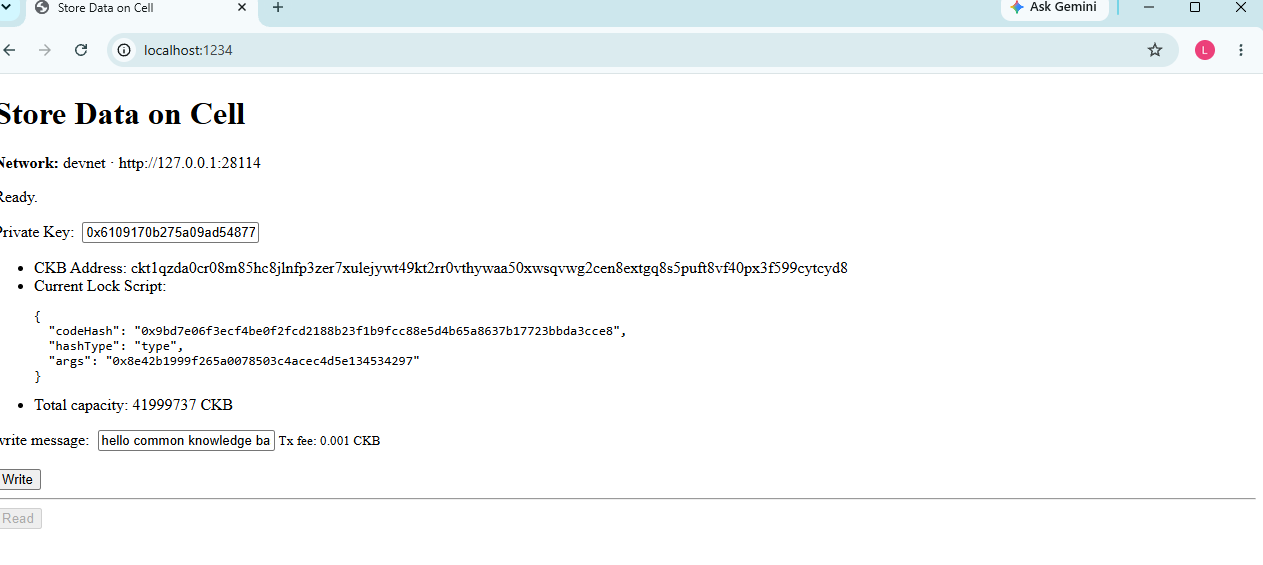 Store Data on Cell
Ask Gemini
localhost:1234
L
Store Data on Cell
Network: devnet · http://127.0.0.1:28114
Ready.
Private Key: 0x6109170b275a09ad54877
CKB Address: ckt1qzda0cr08m85hc8jlnfp3zer7xulejywt49kt2rr0vthywaa50xwsqvwg2cen8extgq8s5puft8vf40px3f599cytcyd8
Current Lock Script:
{
"codeHash": "0x9bd7e06f3ecf4be0f2fcd2188b23f1b9fcc88e5d4b65a8637b17723bbda3cce8",
"hashType": "type",
"args": "0x8e42b1999f265a0078503c4acec4d5e134534297"
}
Total capacity: 41999737 CKB
write message: hello common knowledge ba Tx fee: 0.001 CKB
Write
Read